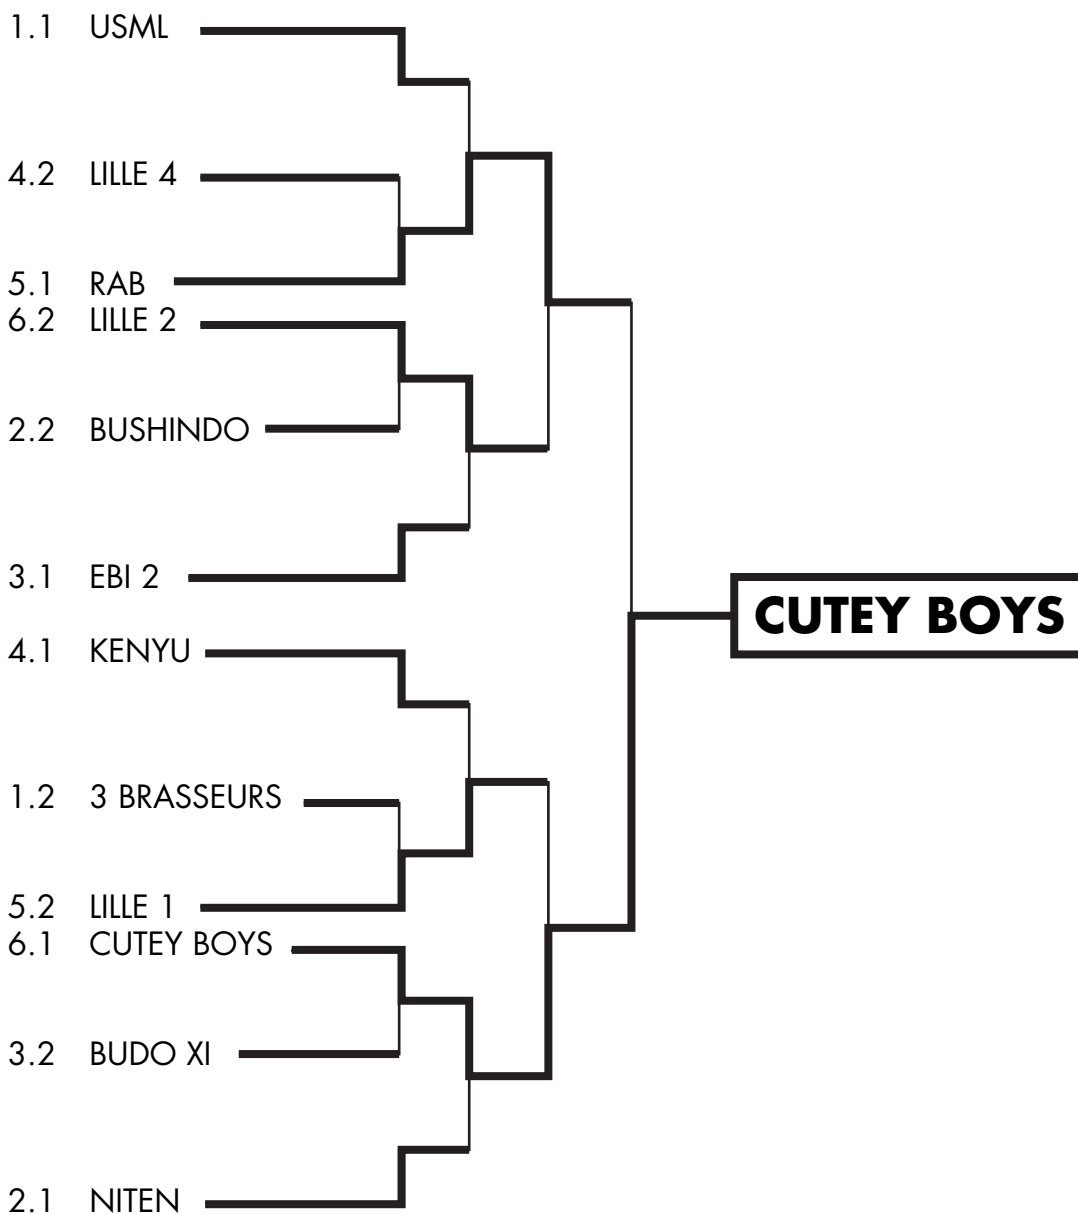 1.1 USML
4.2 LILLE 4
5.1 RAB
6.2 LILLE 2
2.2 BUSHINDO
3.1 EBI 2
CUTEY BOYS
4.1 KENYU
1.2 3 BRASSEURS
5.2 LILLE 1
6.1 CUTEY BOYS
3.2 BUDO XI
2.1 NITEN